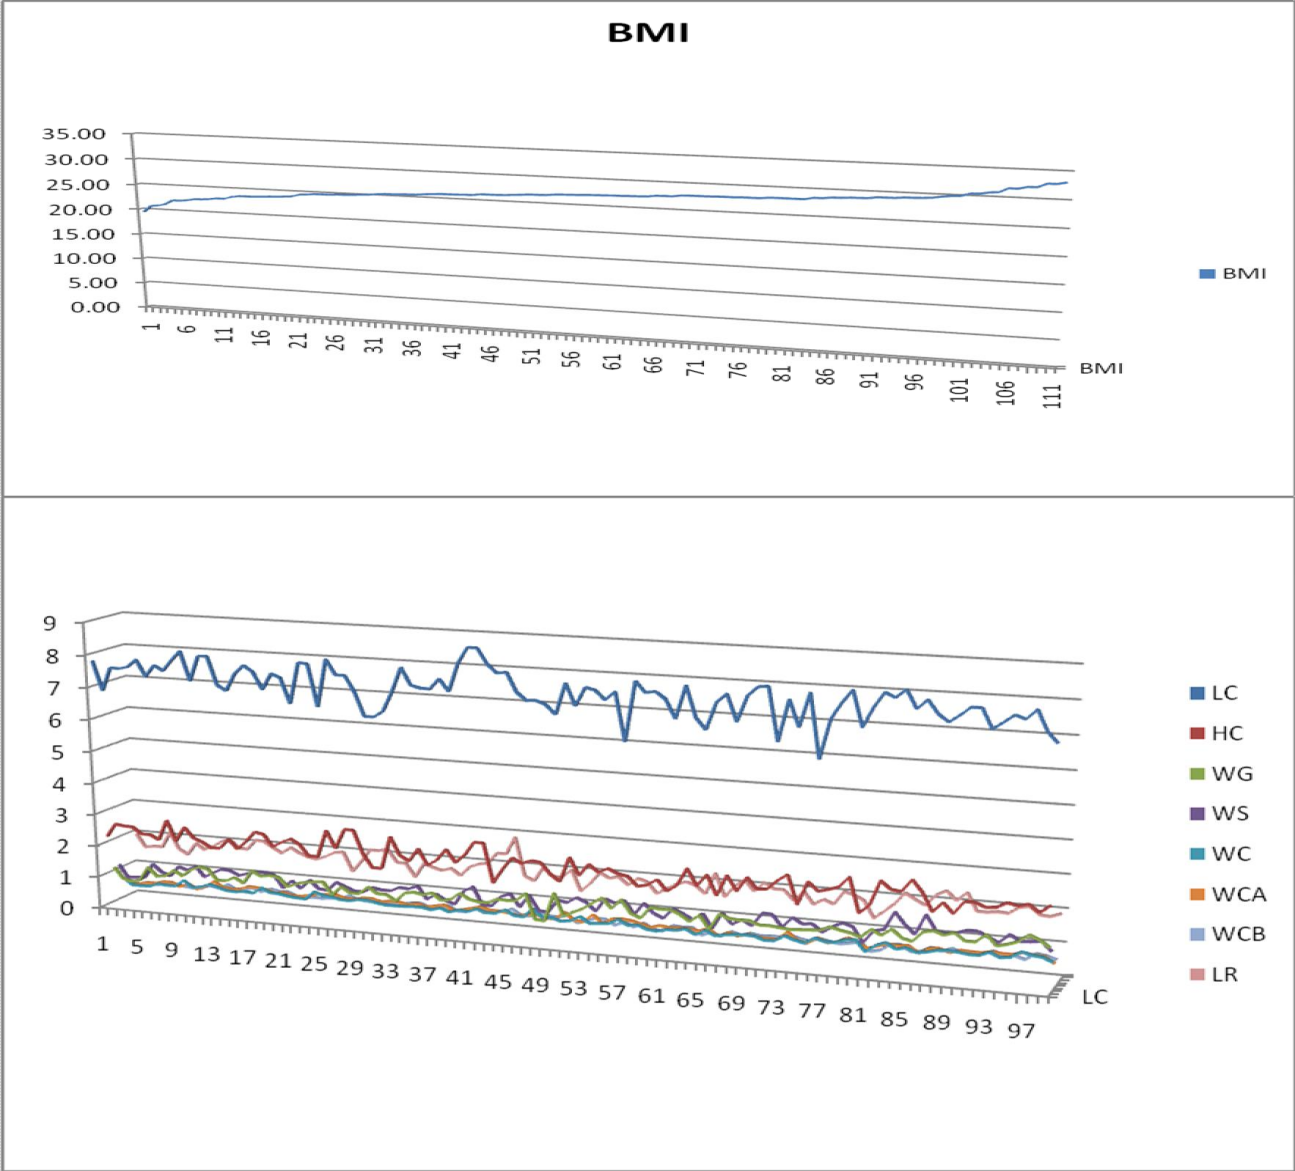 BMI
35.00
30.00
25.00
20.00
15.00
10.00
5.00
0.00
1 6 11 16 21 26 31 36 41 46 51 56 61 66 71 76 81 86 91 96 101 106 111
BMI
BMI
9
8
7
6
5
4
3
2
1
0
1 5 9 13 17 21 25 29 33 37 41 45 49 53 57 61 65 69 73 77 81 85 89 93 97
LC
LC
HC
WG
WS
WC
WCA
WCB
LR